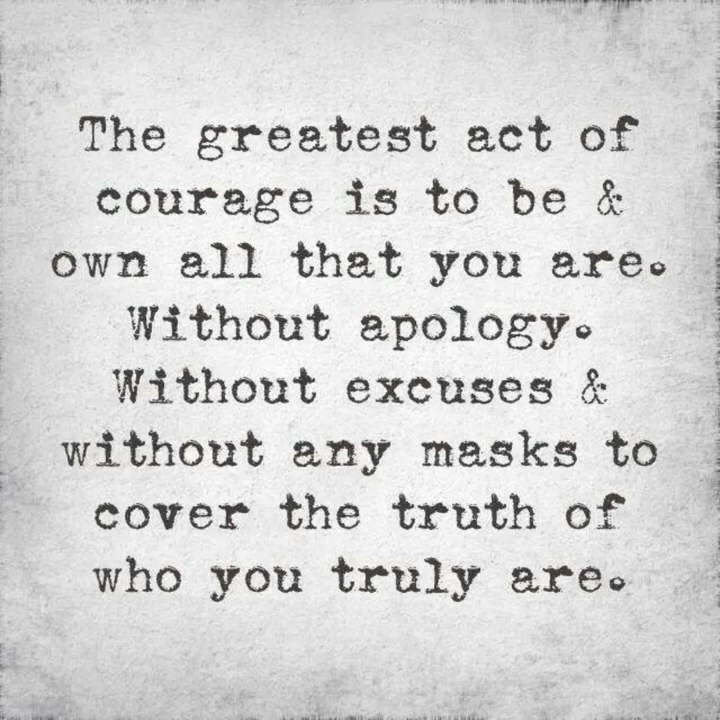 The greatest act of
courage is to be &
own all that you are.
Without apology.
Without excuses &
without any masks to
cover the truth of
who you truly are.